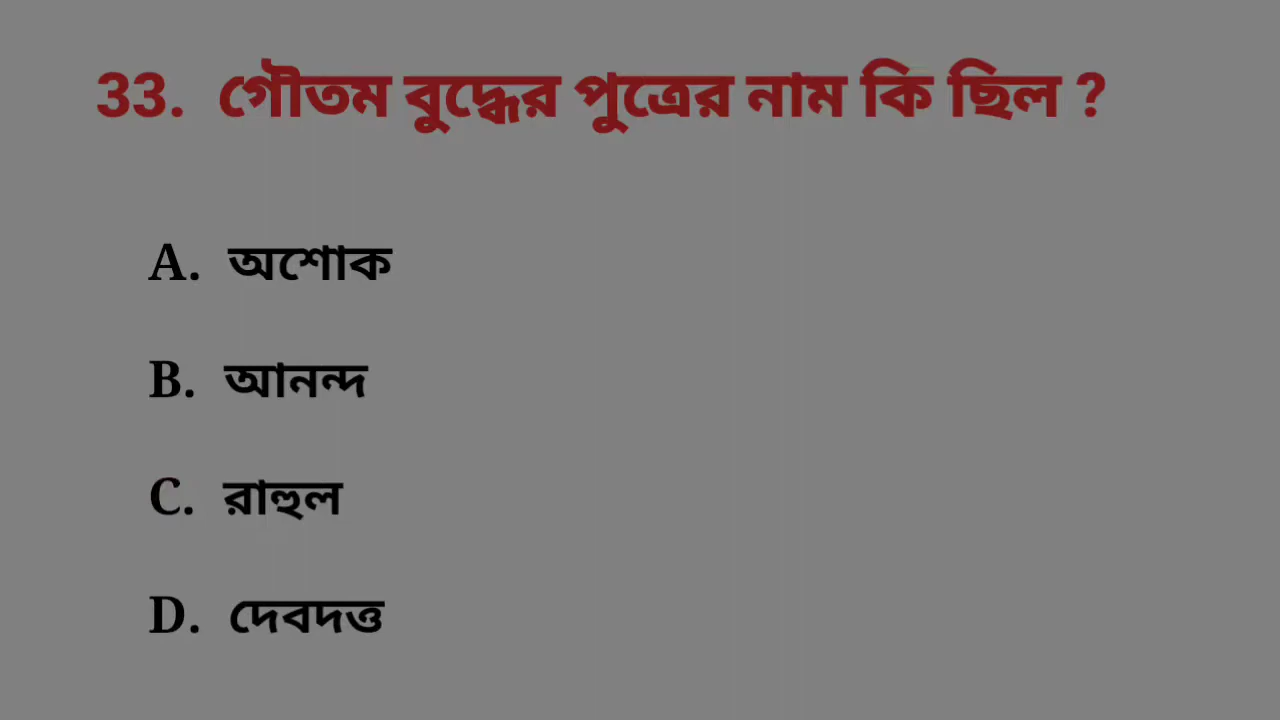 33. গৌতম বুদ্ধের পুত্রের নাম কি ছিল ?
A. অশোক
B. আনন্দ
C. রাহুল
D. দেবদত্ত